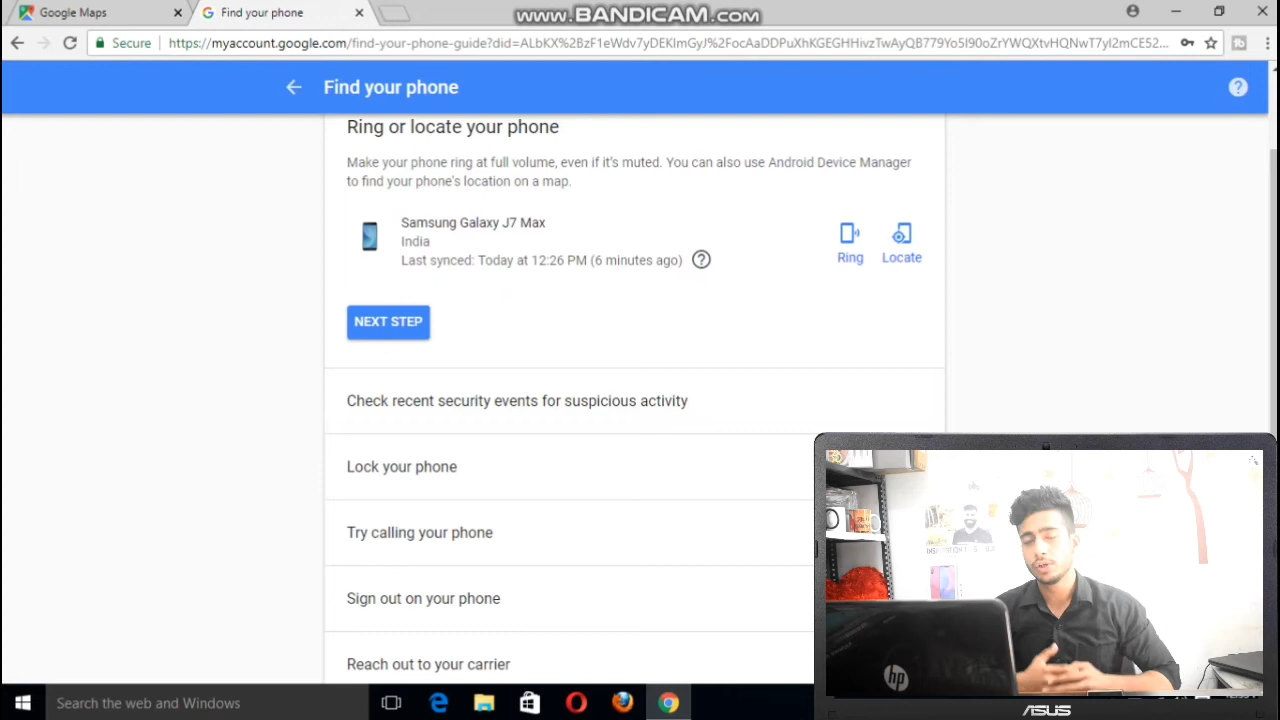 Google Maps
Find your phone
www.BANDICAM.com
Secure
https://myaccount.google.com/find-your-phone-guide?did=ALbKX%2BzF1eWdv7yDEKImGyJ%2FocAaDDPuXhKGEGHHivzTwAyQB779Yo5I90oZrYWQXtvHQNwT7yI2mCE52...
Find your phone
Ring or locate your phone
Make your phone ring at full volume, even if it's muted. You can also use Android Device Manager
to find your phone's location on a map.
Samsung Galaxy J7 Max
India
Last synced: Today at 12:26 PM (6 minutes ago)
Ring
Locate
NEXT STEP
Check recent security events for suspicious activity
Lock your phone
Try calling your phone
Sign out on your phone
Reach out to your carrier
Search the web and Windows
hp
ASUS